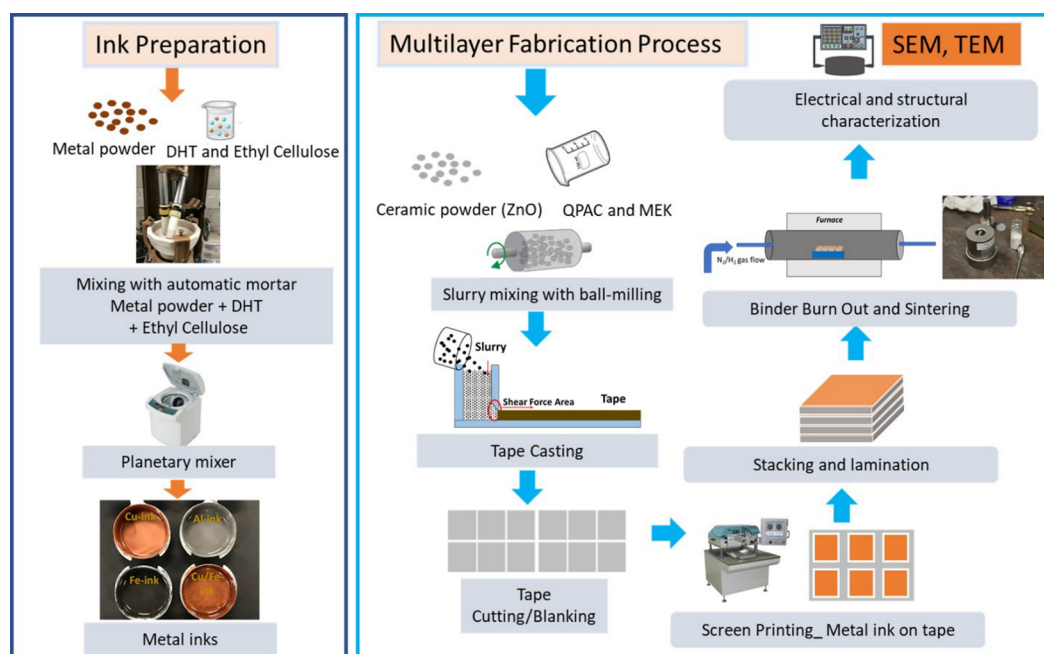 Ink Preparation
Metal powder
DHT and Ethyl Cellulose
Mixing with automatic mortar
Metal powder + DHT
+ Ethyl Cellulose
Planetary mixer
Cu-ink
Al-ink
Fe-ink
Cu/Fe-
ink
Metal inks
Multilayer Fabrication Process
Ceramic powder (ZnO)
QPAC and MEK
Slurry mixing with ball-milling
Slurry
Shear Force Area
Tape
Tape Casting
Tape
Cutting/Blanking
Screen Printing_ Metal ink on tape
Stacking and lamination
Furnace
N₂/H₂ gas flow
Binder Burn Out and Sintering
Electrical and structural
characterization
SEM, TEM